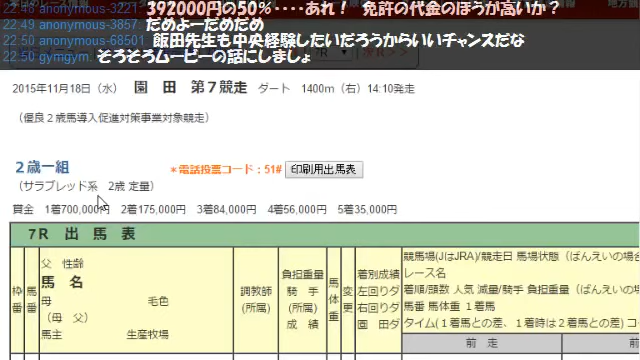 22:48 anonymous-3221 392000円の50%････あれ！ 免許の代金のほうが高いか？
22:49 anonymous-3857 だめよーだめだめ
22:50 anonymous-68501 飯田先生も中央経験したいだろうからいいチャンスだな
22:50 gymgym そろそろムービーの話にしましょ
2015年11月18日（水） 園田 第７競走 ダート 1400m（右）14:10発走
（優良２歳馬導入促進対策事業対象競走）
２歳一組
＊電話投票コード：51# 印刷用出馬表
（サラブレッド系 2歳 定量）
賞金 1着700,000円 2着175,000円 3着84,000円 4着56,000円 5着35,000円
7R 出 馬 表
枠番
馬番
父 性齢
馬 名
母 毛色
（母 父）
馬主 生産牧場
調教師
（所属）
負担重量
騎 手
（所属）
成 績
馬体重
変更
着別成績
左回りダ
右回りダ
園 田ダ
競馬場(JはJRA)/競走日 馬場状態（ばんえいの場合
レース名
着順/頭数 人気 減量/騎手 負担重量（ばんえいの場
馬番 馬体重 １着馬
タイム(１着馬との差、１着時は２着馬との差) コ
前 走 前